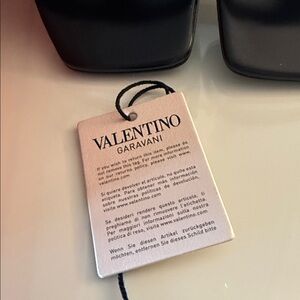 VALENTINO
GARAVANI
If you wish to return this item, please do
not remove this tag. For more information
on our returns policy, please visit www.
valentino.com
Si quiere devolver el artículo, no quite esta
etiqueta. Para obtener más información
sobre nuestras políticas de devolución,
visite www.valentino.com
Se desideri rendere questo articolo, ti
preghiamo di non rimuovere l'etichetta.
Per maggiori informazioni sulla nostra
politica di reso, visita www.valentino.com
Wenn Sie diesen Artikel zurückgeben
möchten, entfernen Sie dieses Schild bitte